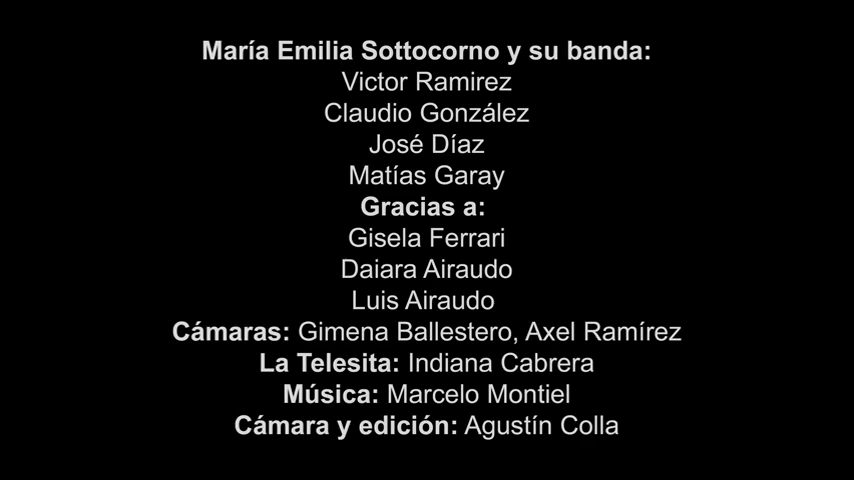 María Emilia Sottocorno y su banda:
Victor Ramirez
Claudio González
José Díaz
Matías Garay
Gracias a:
Gisela Ferrari
Daiara Airaudo
Luis Airaudo
Cámaras: Gimena Ballestero, Axel Ramírez
La Telesita: Indiana Cabrera
Música: Marcelo Montiel
Cámara y edición: Agustín Colla